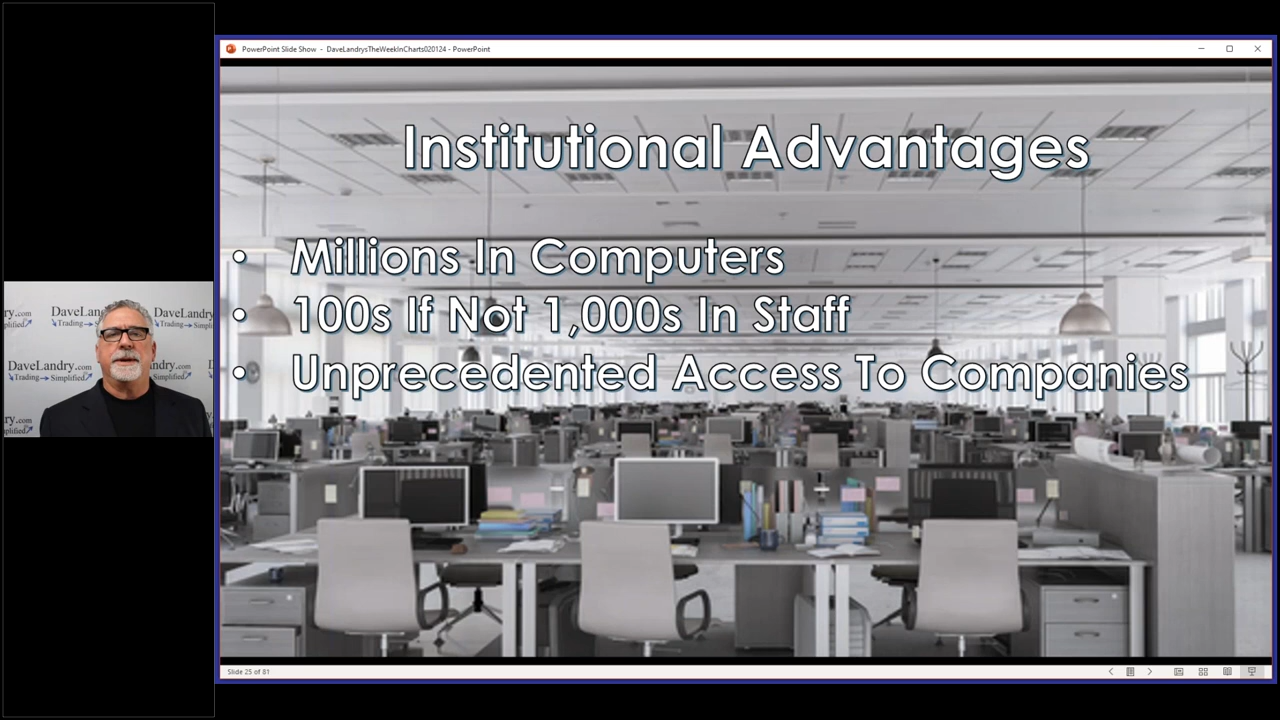 PowerPoint Slide Show - DaveLandrysTheWeekInCharts020124 - PowerPoint
Institutional Advantages
• Millions In Computers
• 100s If Not 1,000s In Staff
• Unprecedented Access To Companies
DaveLandry.com
Trading Simplified
Slide 25 of 81